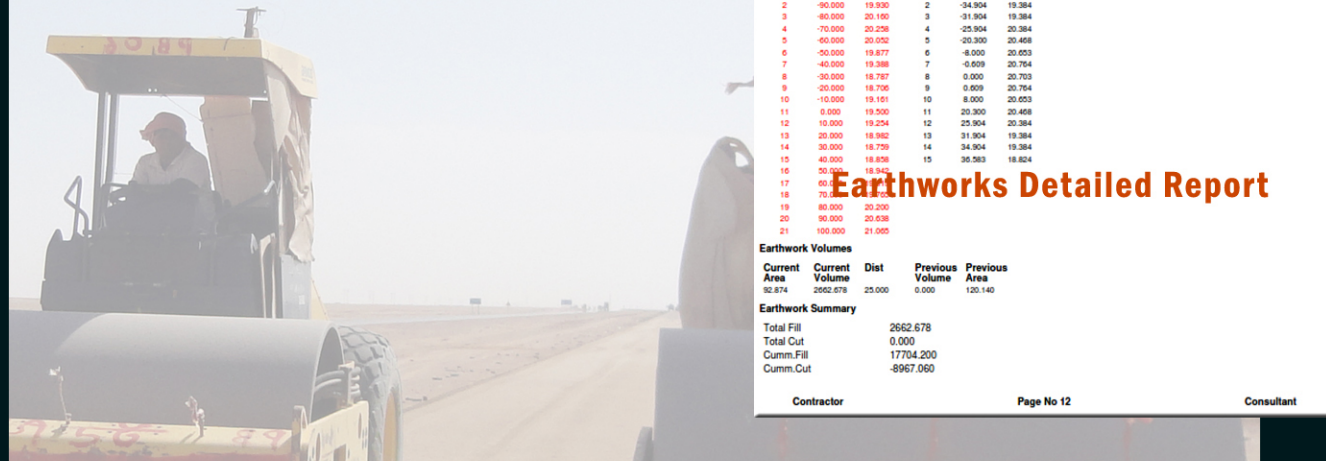 2 -90.000 19.930 2 -34.904 19.384
3 -80.000 20.160 3 -31.904 19.384
4 -70.000 20.258 4 -25.904 20.384
5 -60.000 20.052 5 -20.300 20.468
6 -50.000 19.877 6 -8.000 20.653
7 -40.000 19.388 7 -0.609 20.764
8 -30.000 18.787 8 0.000 20.703
9 -20.000 18.706 9 0.609 20.764
10 -10.000 19.161 10 8.000 20.653
11 0.000 19.500 11 20.300 20.468
12 10.000 19.254 12 25.904 20.384
13 20.000 18.982 13 31.904 19.384
14 30.000 18.759 14 34.904 19.384
15 40.000 18.858 15 36.583 18.824
16 50.000 18.942
Earthworks Detailed Report
17
18
19 80.000 20.200
20 90.000 20.638
21 100.000 21.065
Earthwork Volumes
Current Current Dist Previous Previous
Area Volume Volume Area
92.874 2662.678 25.000 0.000 120.140
Earthwork Summary
Total Fill 2662.678
Total Cut 0.000
Cumm.Fill 17704.200
Cumm.Cut -8967.060
Contractor Page No 12 Consultant